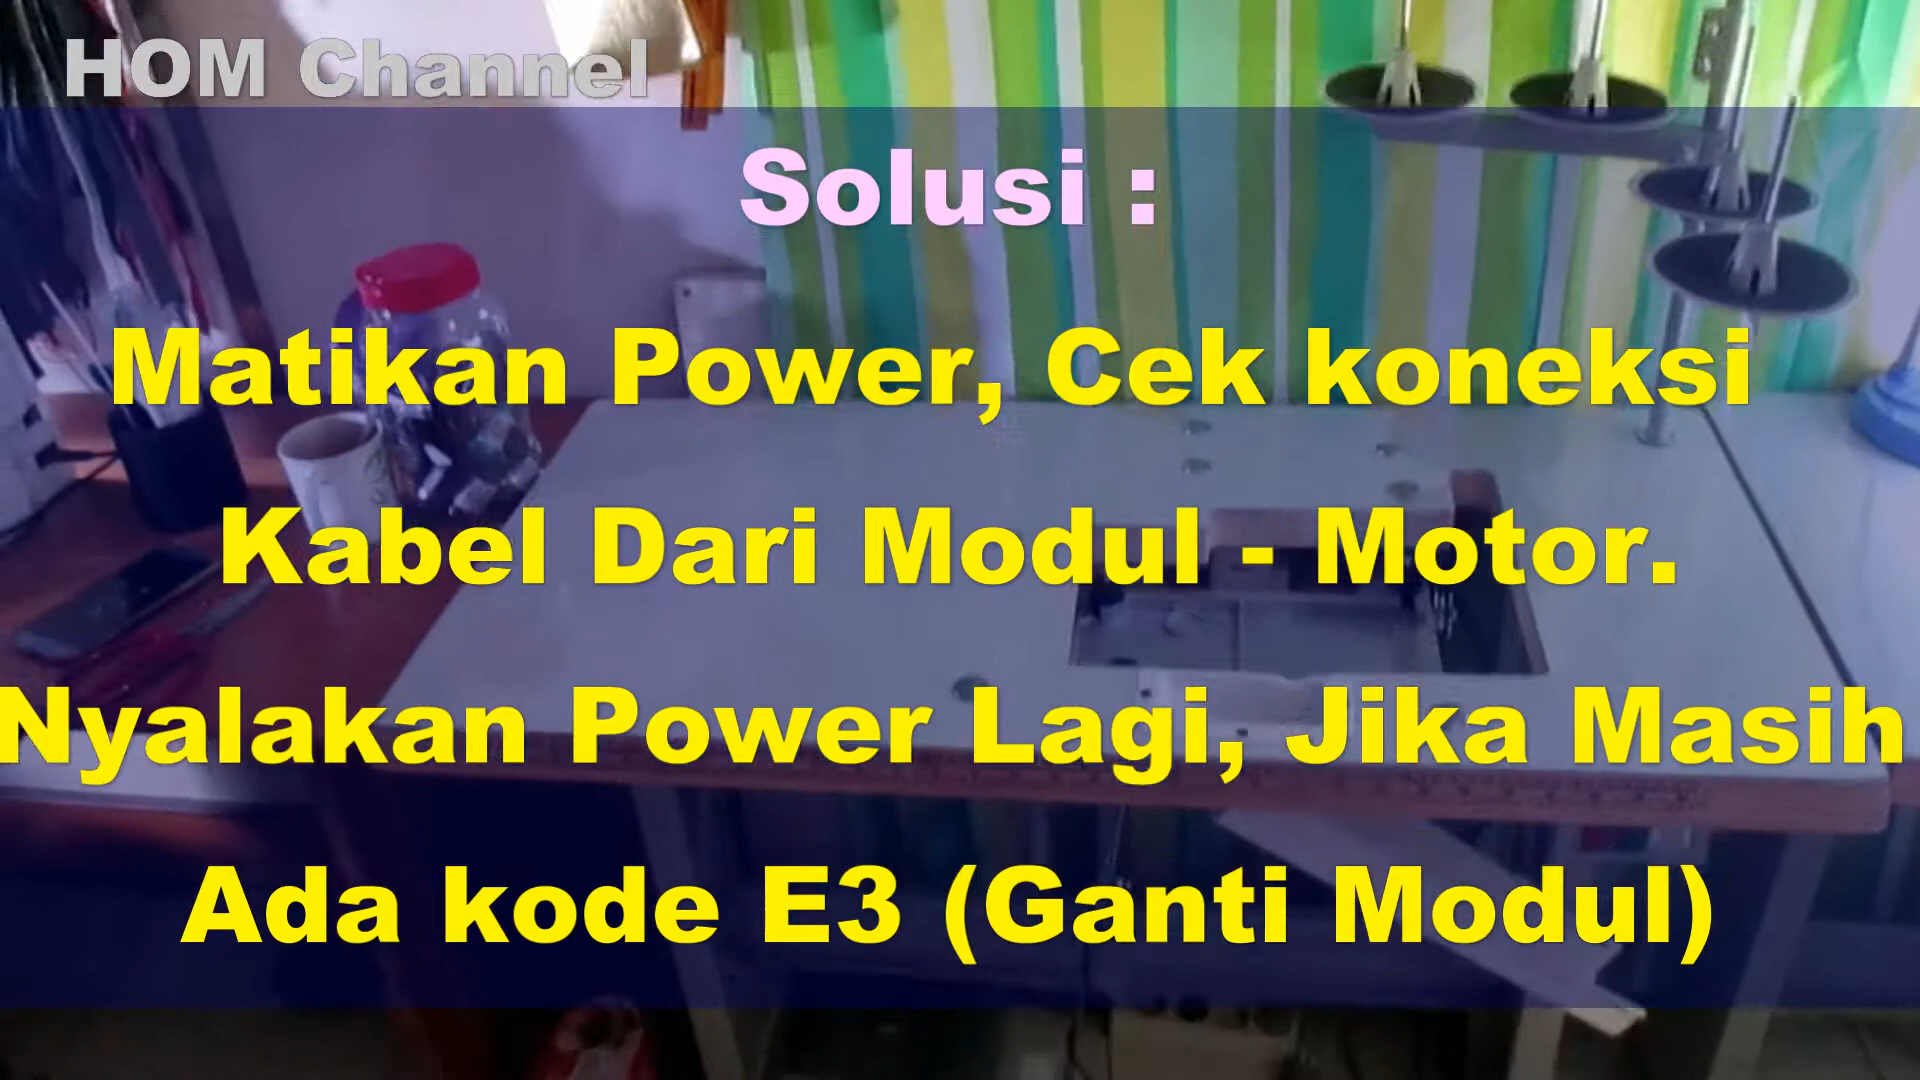 HOM Channel
Solusi :
Matikan Power, Cek koneksi
Kabel Dari Modul - Motor.
Nyalakan Power Lagi, Jika Masih
Ada kode E3 (Ganti Modul)